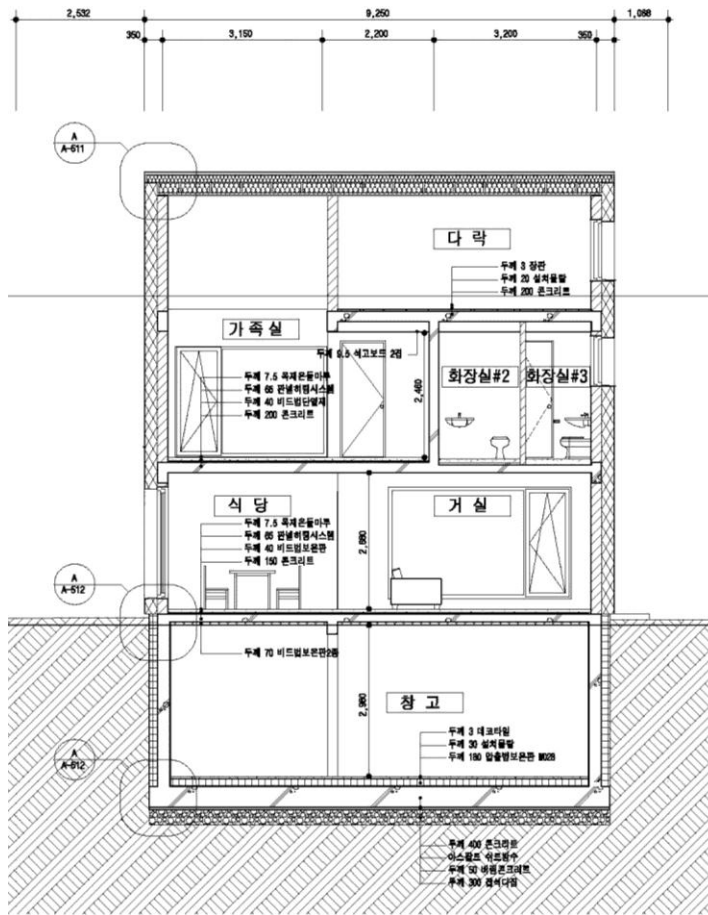 2,532
9,250
1,088
350
3,150
2,200
3,200
350
A
A-511
다 락
두께 3 장판
두께 20 설치몰탈
두께 200 콘크리트
가족실
두께 9.5 석고보드 2겹
화장실#2
화장실#3
두께 7.5 목재온돌마루
두께 65 판넬히팅시스템
두께 40 비드법단열재
두께 200 콘크리트
2,460
식 당
거 실
두께 7.5 목재온돌마루
두께 65 판넬히팅시스템
두께 40 비드법보온판
두께 150 콘크리트
2,680
A
A-512
두께 70 비드법보온판2종
창 고
2,980
두께 3 데코타일
두께 30 설치몰탈
두께 180 압출법보온판
A
A-512
두께 400 콘크리트
아스팔트 쉬트방수
두께 50 버림콘크리트
두께 300 잡석다짐